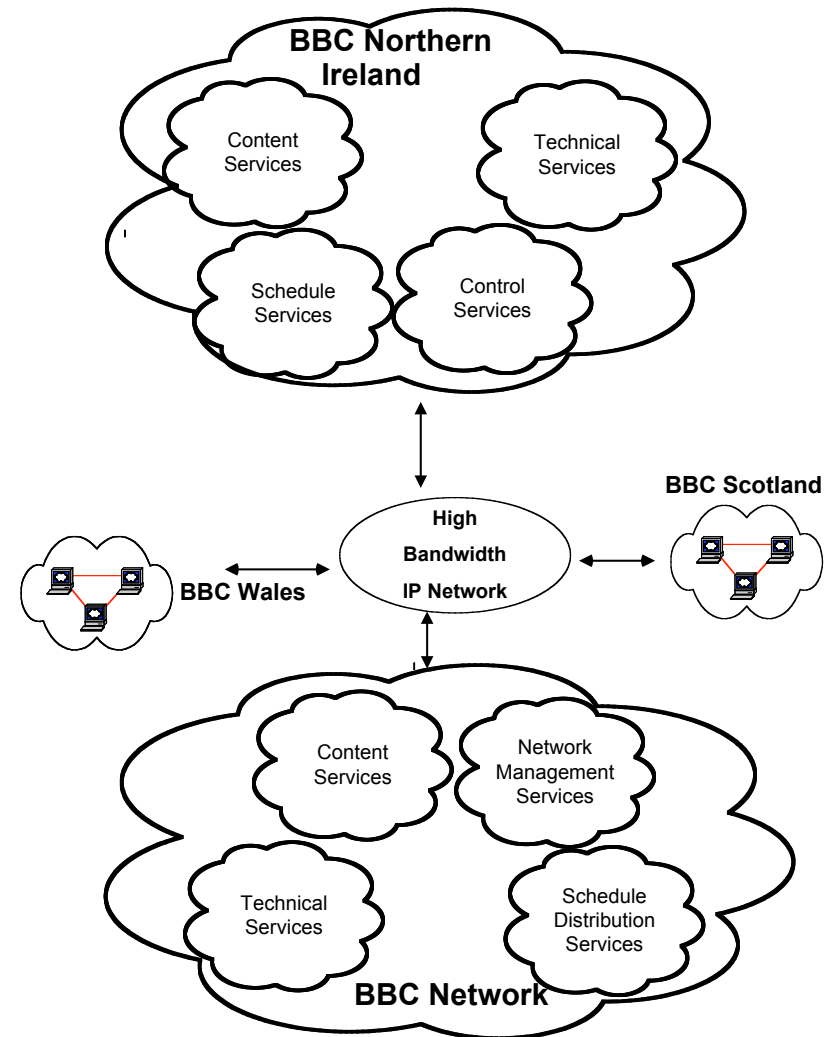 BBC Northern
Ireland
Content
Services
Technical
Services
Schedule
Services
Control
Services
BBC Scotland
High
Bandwidth
IP Network
BBC Wales
Content
Services
Network
Management
Services
Technical
Services
Schedule
Distribution
Services
BBC Network